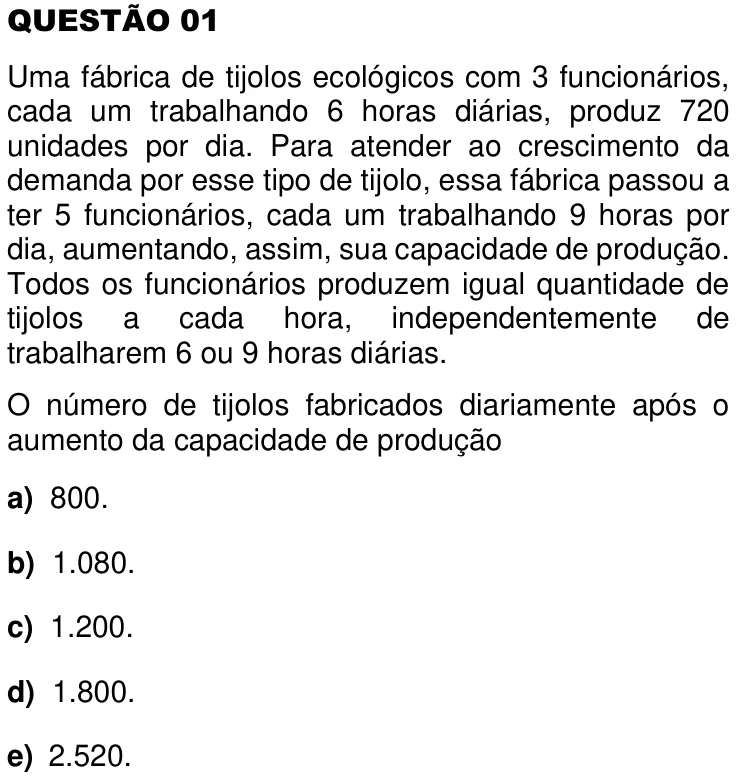 QUESTÃO 01
Uma fábrica de tijolos ecológicos com 3 funcionários,
cada um trabalhando 6 horas diárias, produz 720
unidades por dia. Para atender ao crescimento da
demanda por esse tipo de tijolo, essa fábrica passou a
ter 5 funcionários, cada um trabalhando 9 horas por
dia, aumentando, assim, sua capacidade de produção.
Todos os funcionários produzem igual quantidade de
tijolos a cada hora, independentemente de
trabalharem 6 ou 9 horas diárias.
O número de tijolos fabricados diariamente após o
aumento da capacidade de produção
a) 800.
b) 1.080.
c) 1.200.
d) 1.800.
e) 2.520.